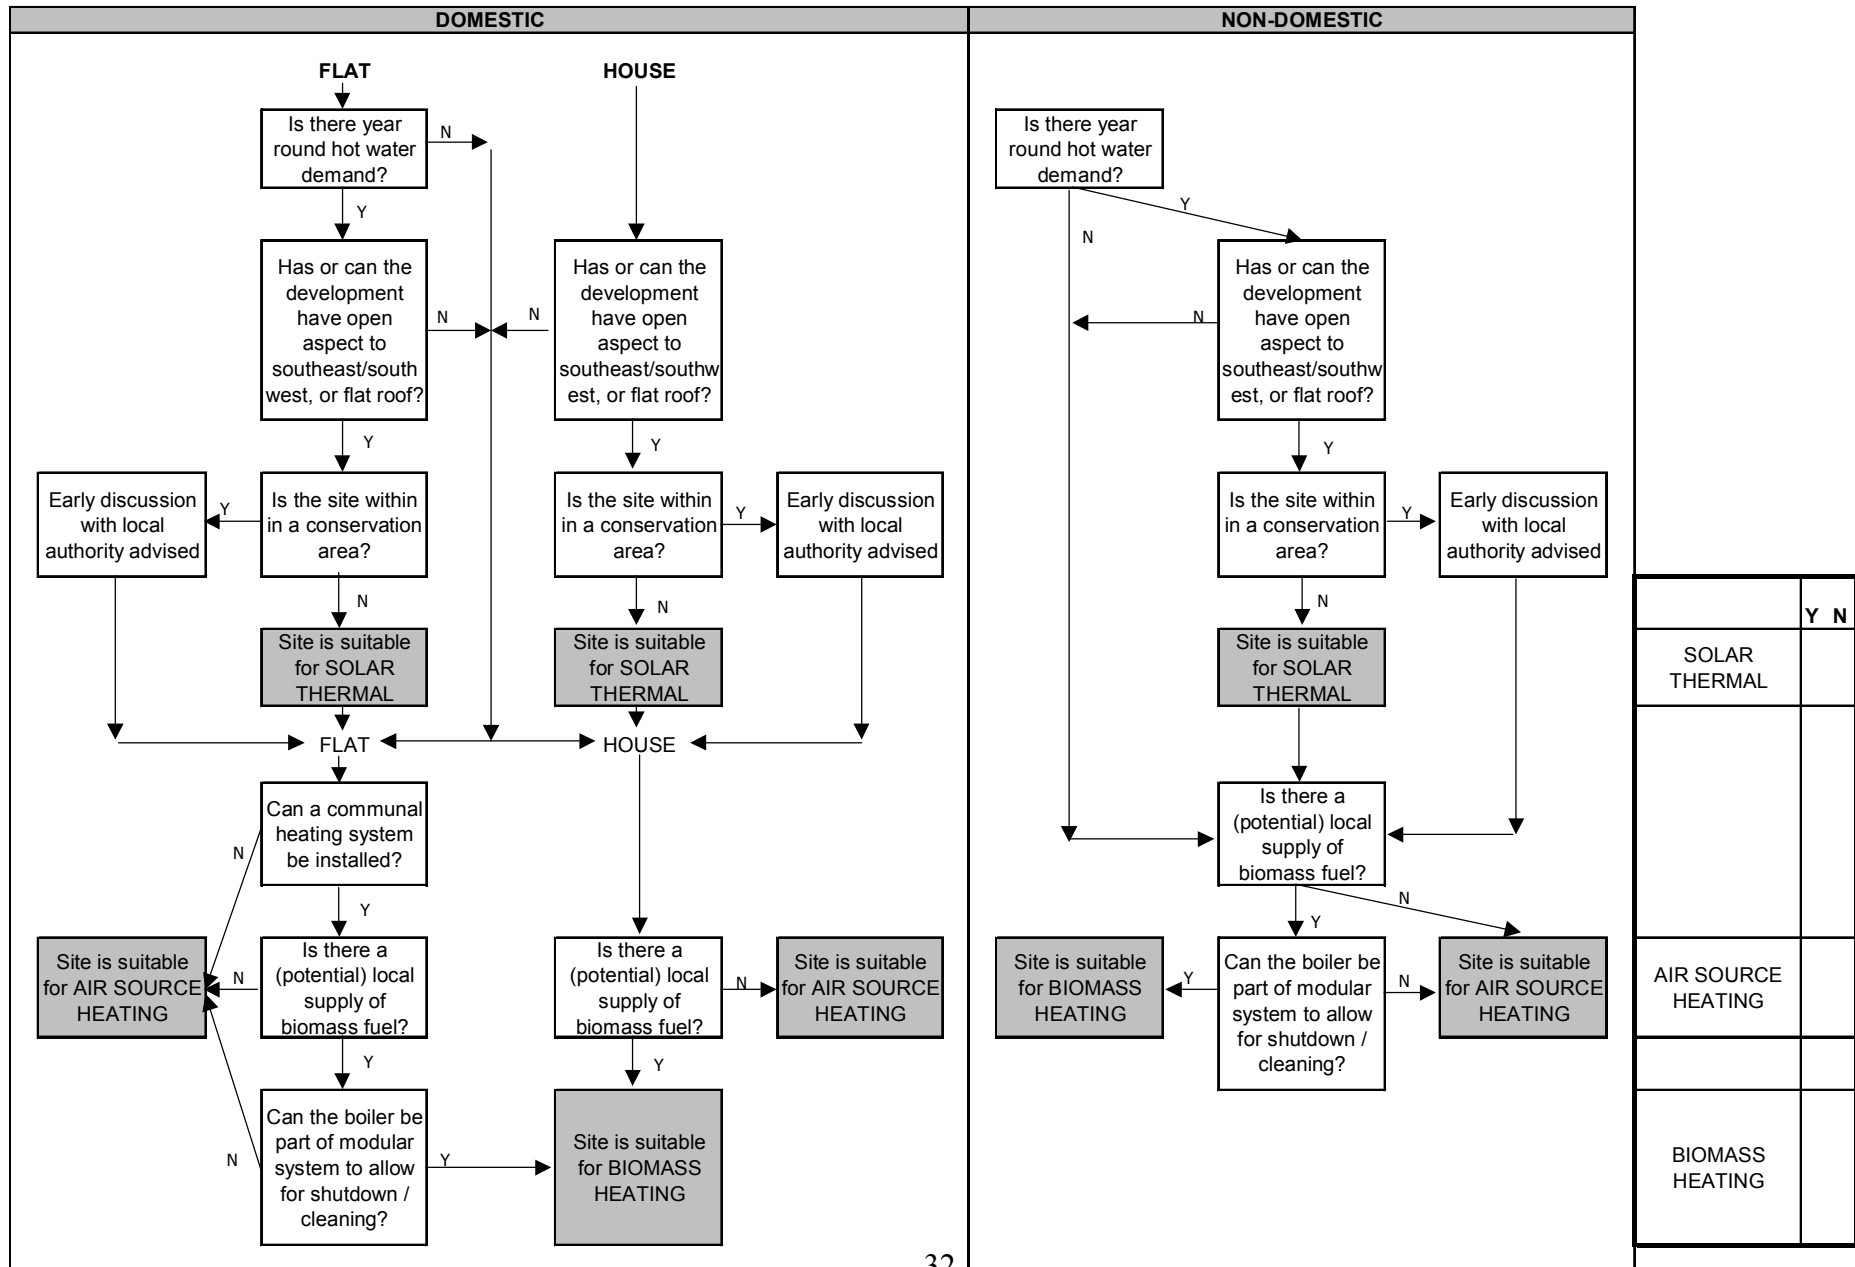 DOMESTIC
NON-DOMESTIC
FLAT
HOUSE
Is there year
round hot water
demand?
N
Y
Has or can the
development
have open
aspect to
southeast/south
west, or flat roof?
N
N
Has or can the
development
have open
aspect to
southeast/southw
est, or flat roof?
Y
Y
Early discussion
with local
authority advised
Y
Is the site within
in a conservation
area?
Is the site within
in a conservation
area?
Y
Early discussion
with local
authority advised
N
N
Site is suitable
for SOLAR
THERMAL
Site is suitable
for SOLAR
THERMAL
FLAT
HOUSE
Can a communal
heating system
be installed?
N
Y
Site is suitable
for AIR SOURCE
HEATING
N
Is there a
(potential) local
supply of
biomass fuel?
Is there a
(potential) local
supply of
biomass fuel?
N
Site is suitable
for AIR SOURCE
HEATING
Y
Y
Can the boiler be
part of modular
system to allow
for shutdown /
cleaning?
N
Y
Site is suitable
for BIOMASS
HEATING
Is there year
round hot water
demand?
Y
N
Has or can the
development
have open
aspect to
southeast/southw
est, or flat roof?
N
Y
Is the site within
in a conservation
area?
Y
Early discussion
with local
authority advised
N
Site is suitable
for SOLAR
THERMAL
Is there a
(potential) local
supply of
biomass fuel?
N
Y
Site is suitable
for BIOMASS
HEATING
Y
Can the boiler be
part of modular
system to allow
for shutdown /
cleaning?
N
Site is suitable
for AIR SOURCE
HEATING
Y N
SOLAR
THERMAL
AIR SOURCE
HEATING
BIOMASS
HEATING
32